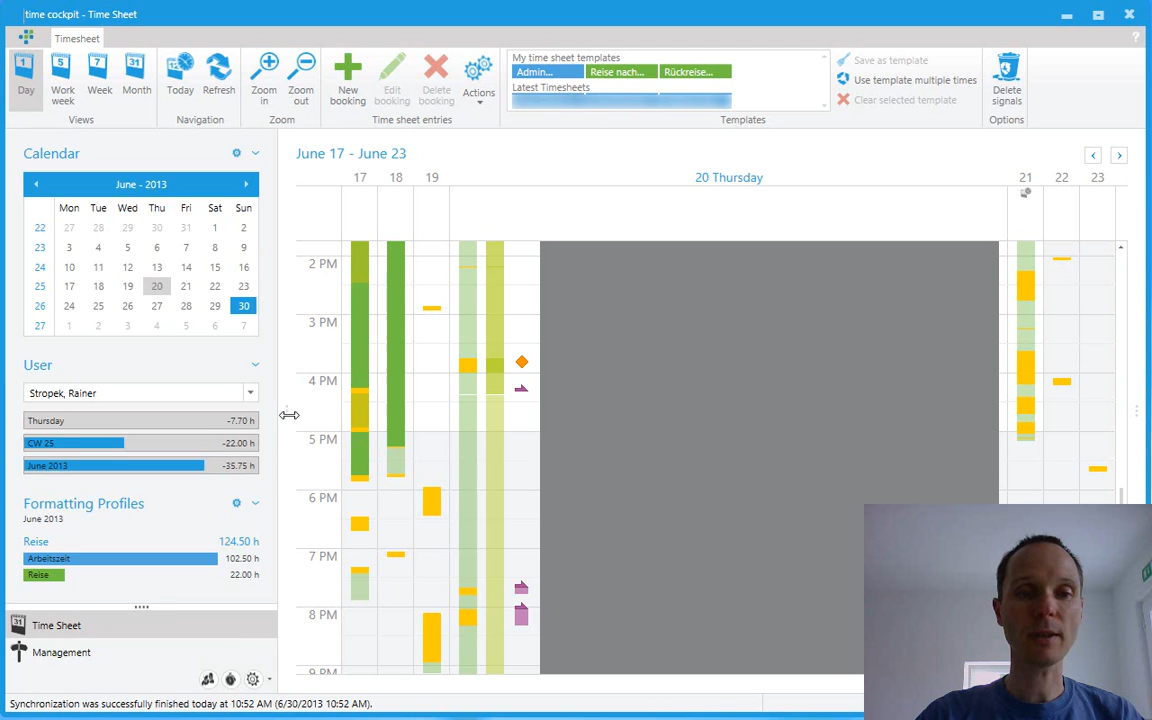 time cockpit - Time Sheet
Timesheet
?
1
5
7
31
Day
Work week
Week
Month
Today
Refresh
Zoom in
Zoom out
New booking
Edit booking
Delete booking
Actions
Views
Navigation
Zoom
Time sheet entries
My time sheet templates
Admin...
Reise nach...
Rückreise...
Latest Timesheets
Save as template
Use template multiple times
Clear selected template
Templates
Delete signals
Options
Calendar
June - 2013
Mon Tue Wed Thu Fri Sat Sun
22 27 28 29 30 31 1 2
23 3 4 5 6 7 8 9
24 10 11 12 13 14 15 16
25 17 18 19 20 21 22 23
26 24 25 26 27 28 29 30
27 1 2 3 4 5 6 7
User
Stropek, Rainer
Thursday -7.70 h
CW 25 -22.00 h
June 2013 -35.75 h
Formatting Profiles
June 2013
Reise 124.50 h
Arbeitszeit 102.50 h
Reise 22.00 h
31 Time Sheet
Management
June 17 - June 23
17 18 19 20 Thursday 21 22 23
2 PM
3 PM
4 PM
5 PM
6 PM
7 PM
8 PM
9 PM
Synchronization was successfully finished today at 10:52 AM (6/30/2013 10:52 AM).